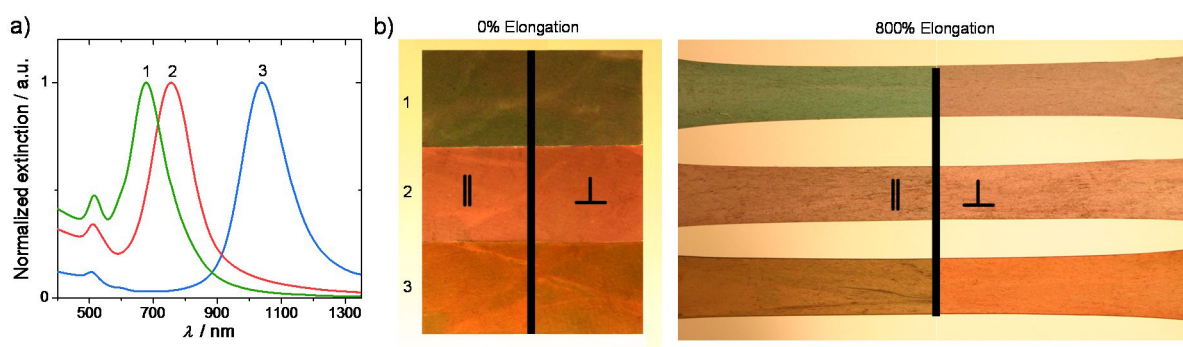 a)
1 2 3
Normalized extinction / a.u.
1
0
500 700 900 1100 1300
λ / nm
b)
0% Elongation
1
2
3
∥ ⊥
800% Elongation
∥ ⊥